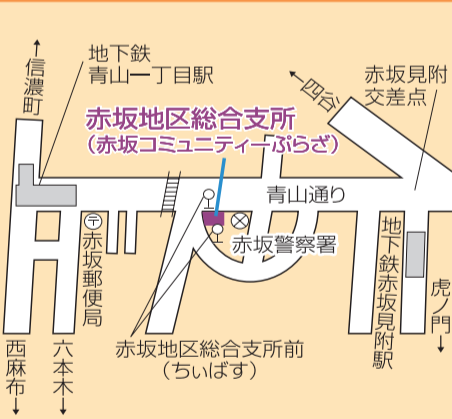 ↑信濃町
地下鉄
青山一丁目駅
←四谷
赤坂見附
交差点
赤坂地区総合支所
(赤坂コミュニティーぷらざ)
青山通り
〒赤坂郵便局
赤坂警察署
地下鉄赤坂見附駅
虎ノ門→
赤坂地区総合支所前
(ちぃばす)
西麻布→
六本木→